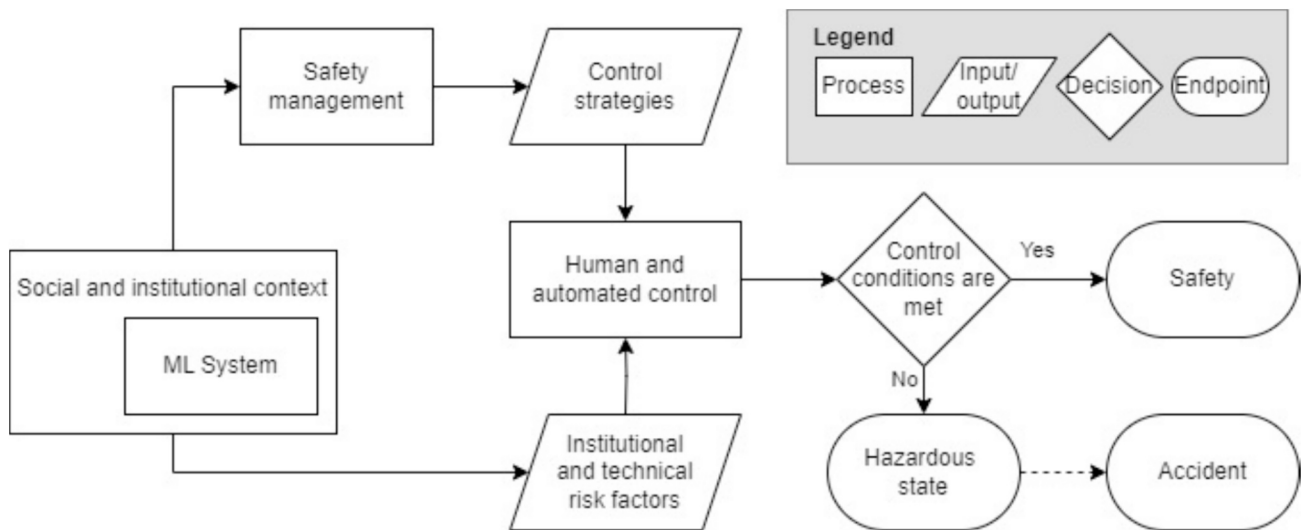 Safety
management
Control
strategies
Legend
Process
Input/
output
Decision
Endpoint
Social and institutional context
ML System
Human and
automated control
Control
conditions are
met
Yes
Safety
No
Institutional
and technical
risk factors
Hazardous
state
Accident